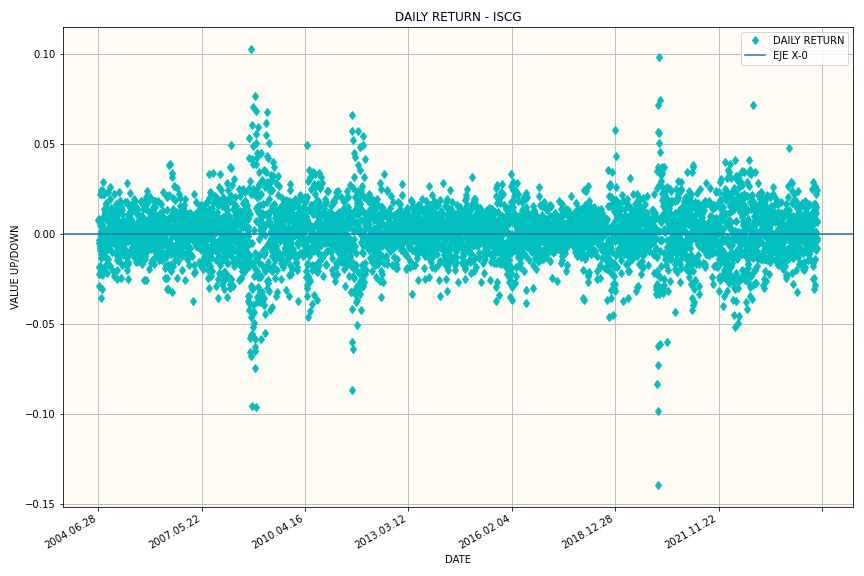 DAILY RETURN - ISCG
DAILY RETURN
EJE X-0
VALUE UP/DOWN
0.10
0.05
0.00
−0.05
−0.10
−0.15
2004.06.28
2007.05.22
2010.04.16
2013.03.12
2016.02.04
2018.12.28
2021.11.22
DATE